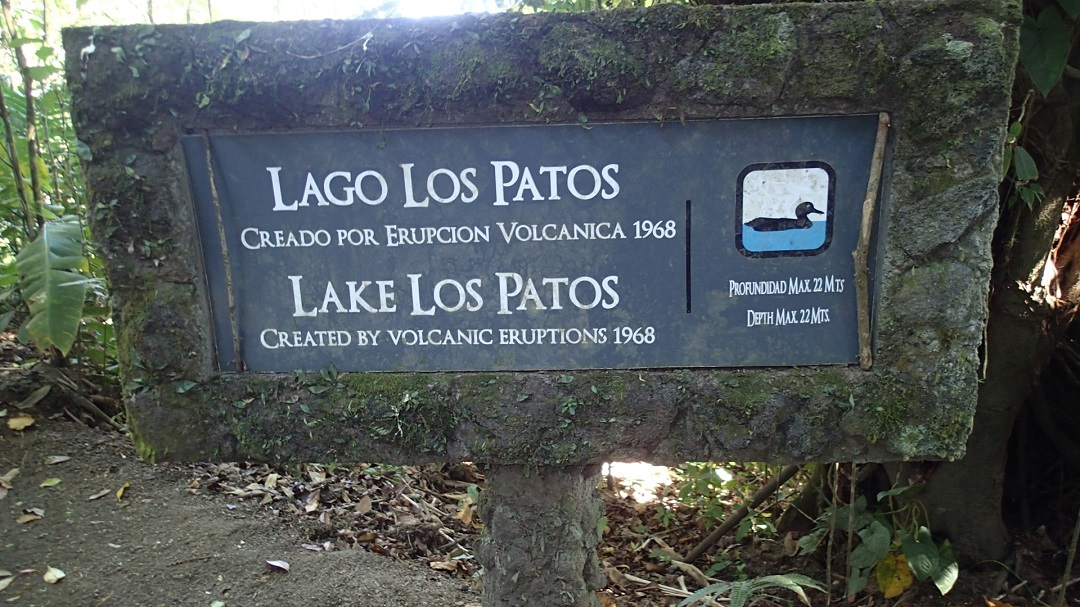 LAGO LOS PATOS
CREADO POR ERUPCION VOLCANICA 1968
LAKE LOS PATOS
CREATED BY VOLCANIC ERUPTIONS 1968
PROFUNDIDAD MAX. 22 MTS
DEPTH MAX. 22 MTS.